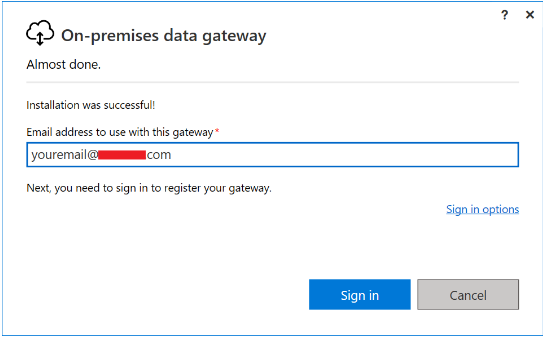 ? ×
On-premises data gateway
Almost done.
Installation was successful!
Email address to use with this gateway*
youremail@ com
Next, you need to sign in to register your gateway.
Sign in options
Sign in Cancel